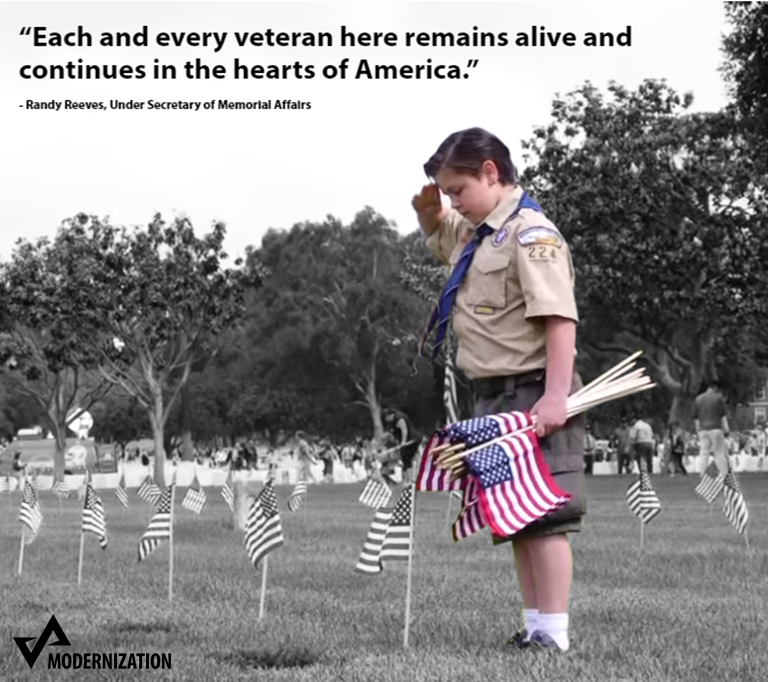 “Each and every veteran here remains alive and
continues in the hearts of America.”
- Randy Reeves, Under Secretary of Memorial Affairs
224
MODERNIZATION